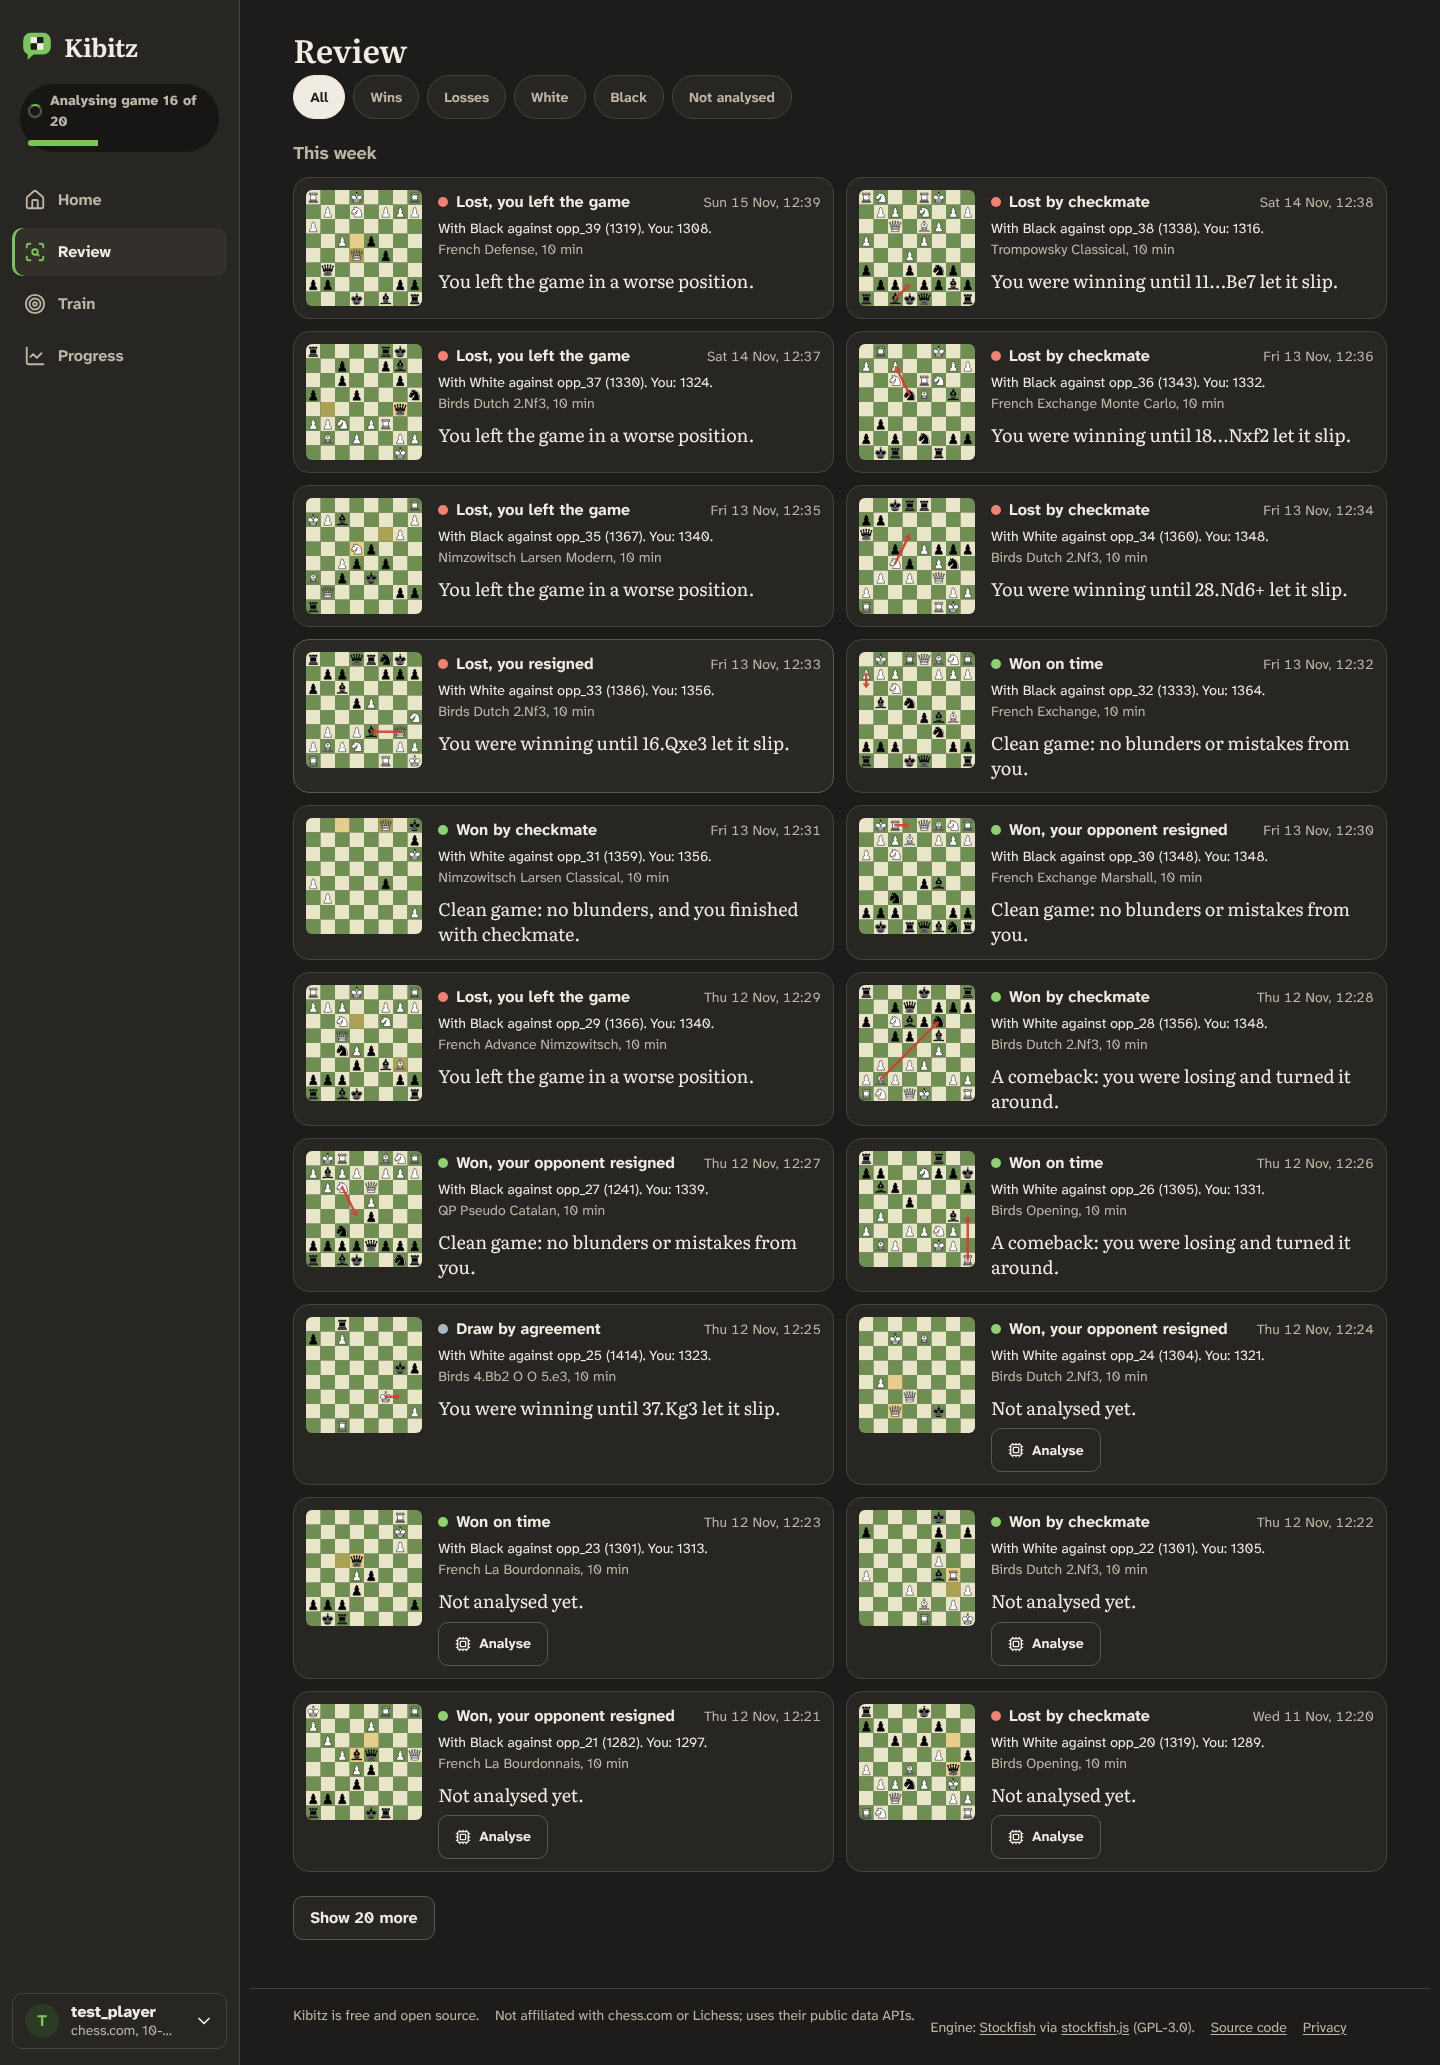 Kibitz
Analysing game 16 of
20
Home
Review
Train
Progress
Review
All
Wins
Losses
White
Black
Not analysed
This week
Lost, you left the game
Sun 15 Nov, 12:39
With Black against opp_39 (1319). You: 1308.
French Defense, 10 min
You left the game in a worse position.
Lost by checkmate
Sat 14 Nov, 12:38
With Black against opp_38 (1338). You: 1316.
Trompowsky Classical, 10 min
You were winning until 11...Be7 let it slip.
Lost, you left the game
Sat 14 Nov, 12:37
With White against opp_37 (1330). You: 1324.
Birds Dutch 2.Nf3, 10 min
You left the game in a worse position.
Lost by checkmate
Fri 13 Nov, 12:36
With Black against opp_36 (1343). You: 1332.
French Exchange Monte Carlo, 10 min
You were winning until 18...Nxf2 let it slip.
Lost, you left the game
Fri 13 Nov, 12:35
With Black against opp_35 (1367). You: 1340.
Nimzowitsch Larsen Modern, 10 min
You left the game in a worse position.
Lost by checkmate
Fri 13 Nov, 12:34
With White against opp_34 (1360). You: 1348.
Birds Dutch 2.Nf3, 10 min
You were winning until 28.Nd6+ let it slip.
Lost, you resigned
Fri 13 Nov, 12:33
With White against opp_33 (1386). You: 1356.
Birds Dutch 2.Nf3, 10 min
You were winning until 16.Qxe3 let it slip.
Won on time
Fri 13 Nov, 12:32
With Black against opp_32 (1333). You: 1364.
French Exchange, 10 min
Clean game: no blunders or mistakes from
you.
Won by checkmate
Fri 13 Nov, 12:31
With White against opp_31 (1359). You: 1356.
Nimzowitsch Larsen Classical, 10 min
Clean game: no blunders, and you finished
with checkmate.
Won, your opponent resigned
Fri 13 Nov, 12:30
With Black against opp_30 (1348). You: 1348.
French Exchange Marshall, 10 min
Clean game: no blunders or mistakes from
you.
Lost, you left the game
Thu 12 Nov, 12:29
With Black against opp_29 (1366). You: 1340.
French Advance Nimzowitsch, 10 min
You left the game in a worse position.
Won by checkmate
Thu 12 Nov, 12:28
With White against opp_28 (1356). You: 1348.
Birds Dutch 2.Nf3, 10 min
A comeback: you were losing and turned it
around.
Won, your opponent resigned
Thu 12 Nov, 12:27
With Black against opp_27 (1241). You: 1339.
QP Pseudo Catalan, 10 min
Clean game: no blunders or mistakes from
you.
Won on time
Thu 12 Nov, 12:26
With White against opp_26 (1305). You: 1331.
Birds Opening, 10 min
A comeback: you were losing and turned it
around.
Draw by agreement
Thu 12 Nov, 12:25
With White against opp_25 (1414). You: 1323.
Birds 4.Bb2 O O 5.e3, 10 min
You were winning until 37.Kg3 let it slip.
Won, your opponent resigned
Thu 12 Nov, 12:24
With White against opp_24 (1304). You: 1321.
Birds Dutch 2.Nf3, 10 min
Not analysed yet.
Analyse
Won on time
Thu 12 Nov, 12:23
With Black against opp_23 (1301). You: 1313.
French La Bourdonnais, 10 min
Not analysed yet.
Analyse
Won by checkmate
Thu 12 Nov, 12:22
With White against opp_22 (1301). You: 1305.
Birds Dutch 2.Nf3, 10 min
Not analysed yet.
Analyse
Won, your opponent resigned
Thu 12 Nov, 12:21
With Black against opp_21 (1282). You: 1297.
French La Bourdonnais, 10 min
Not analysed yet.
Analyse
Lost by checkmate
Wed 11 Nov, 12:20
With White against opp_20 (1319). You: 1289.
Birds Opening, 10 min
Not analysed yet.
Analyse
Show 20 more
T
test_player
chess.com, 10-...
Kibitz is free and open source.
Not affiliated with chess.com or Lichess; uses their public data APIs.
Engine: Stockfish via stockfish.js (GPL-3.0).
Source code
Privacy